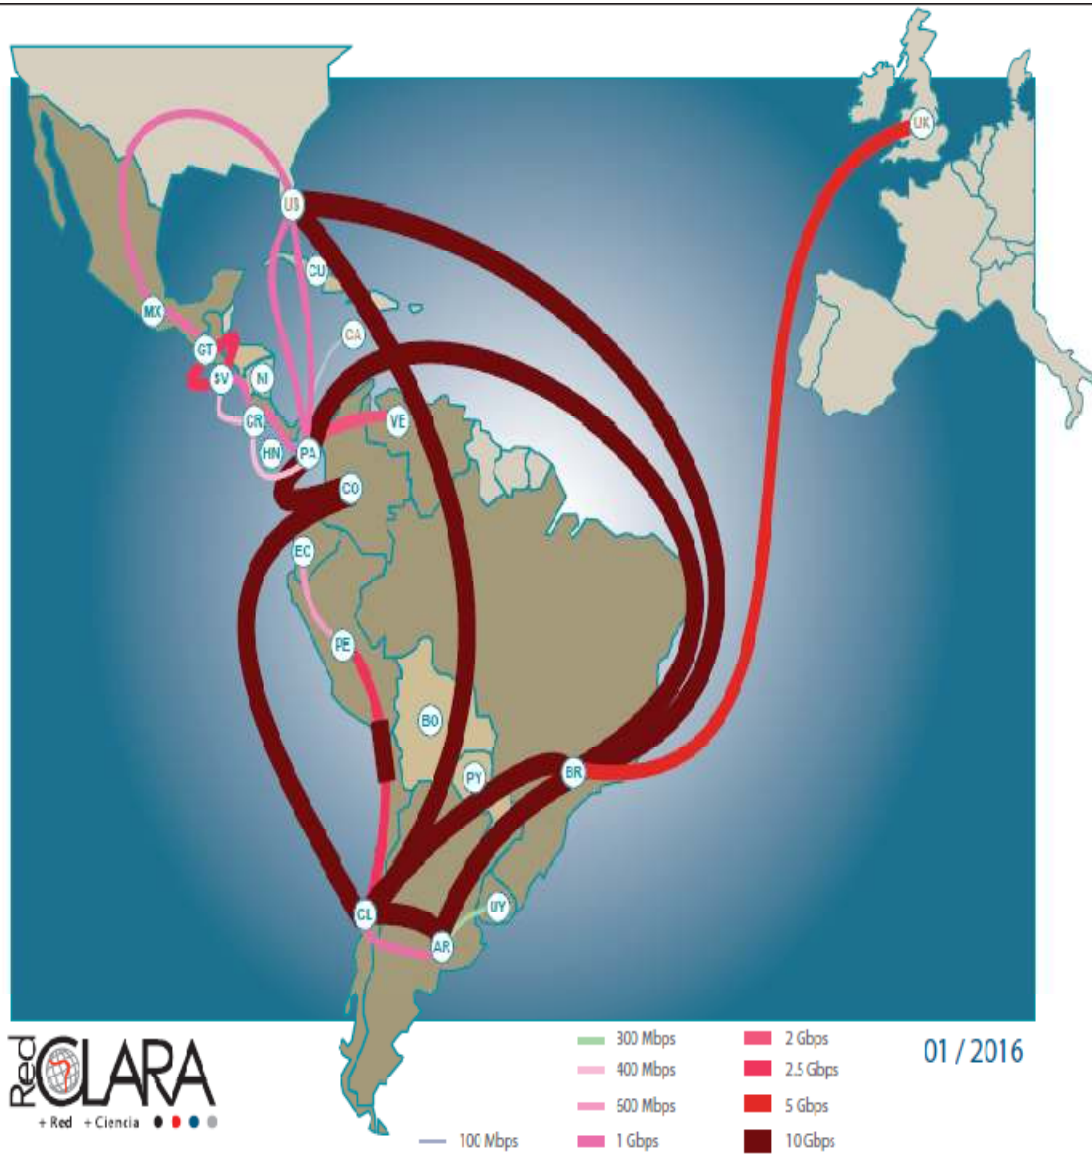 UK
US
CU
MX
CA
GT
SV
NI
CR
VE
HN
PA
CO
EC
PE
BO
PY
BR
CL
UY
AR
Red
CLARA
+ Red + Ciencia
300 Mbps
400 Mbps
600 Mbps
1 Gbps
100 Mbps
2 Gbps
2.5 Gbps
5 Gbps
10 Gbps
01 / 2016